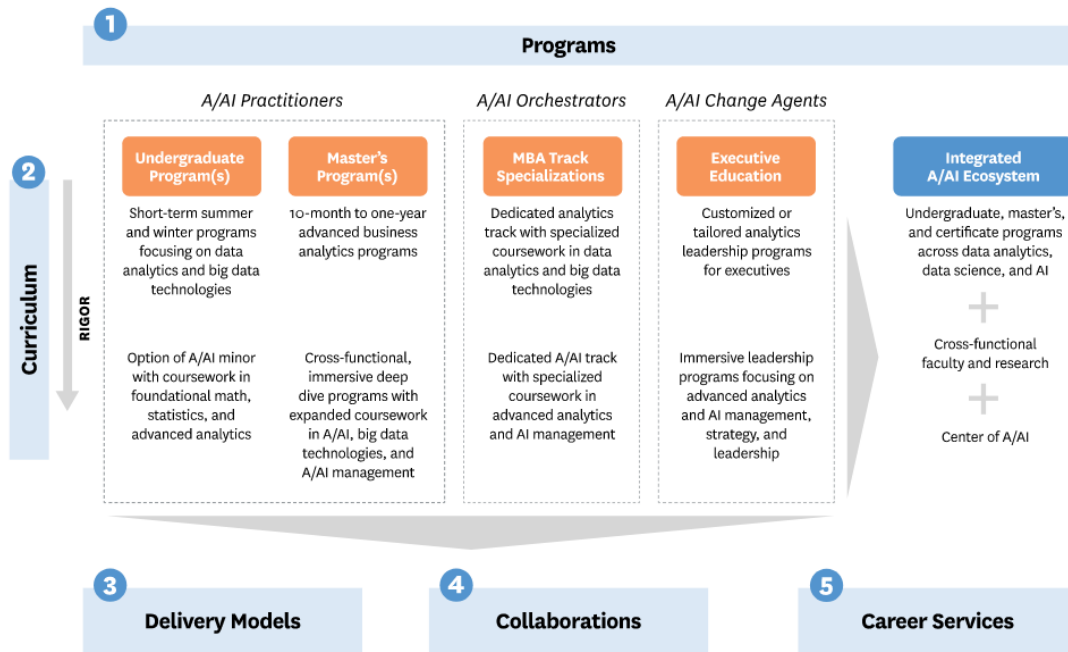 1
Programs
A/AI Practitioners
A/AI Orchestrators
A/AI Change Agents
2
Curriculum
RIGOR
Undergraduate
Program(s)
Short-term summer
and winter programs
focusing on data
analytics and big data
technologies
Option of A/AI minor
with coursework in
foundational math,
statistics, and
advanced analytics
Master's
Program(s)
10-month to one-year
advanced business
analytics programs
Cross-functional,
immersive deep
dive programs with
expanded coursework
in A/AI, big data
technologies, and
A/AI management
MBA Track
Specializations
Dedicated analytics
track with specialized
coursework in data
analytics and big data
technologies
Dedicated A/AI track
with specialized
coursework in
advanced analytics
and AI management
Executive
Education
Customized or
tailored analytics
leadership programs
for executives
Immersive leadership
programs focusing on
advanced analytics
and AI management,
strategy, and
leadership
Integrated
A/AI Ecosystem
Undergraduate, master's,
and certificate programs
across data analytics,
data science, and AI
+
Cross-functional
faculty and research
+
Center of A/AI
3
Delivery Models
4
Collaborations
5
Career Services